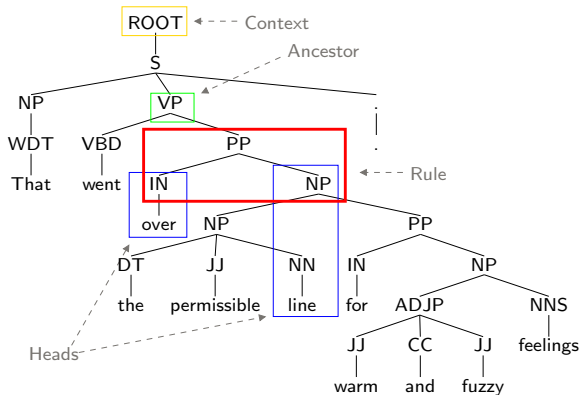 ROOT Context
S Ancestor
NP VP .
WDT VBD PP .
That went IN NP Rule
over NP PP
DT JJ NN IN NP
the permissible line for ADJP NNS
Heads JJ CC JJ feelings
warm and fuzzy